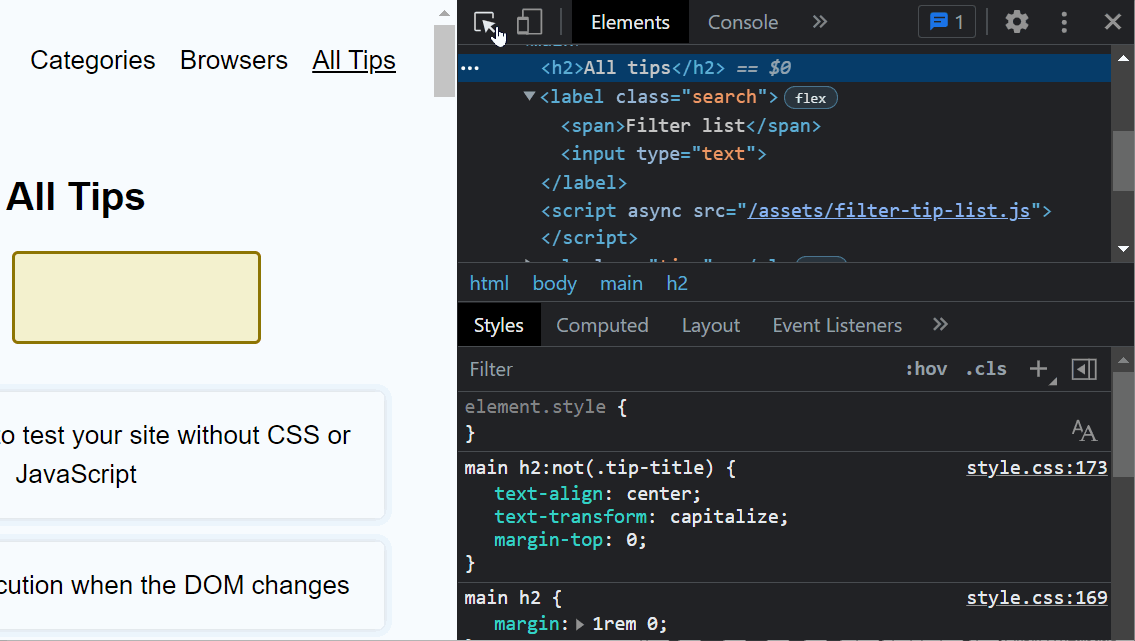 Categories Browsers All Tips
All Tips
o test your site without CSS or
JavaScript
cution when the DOM changes
Elements Console » 1
••• <h2>All tips</h2> == $0
<label class="search"> flex
<span>Filter list</span>
<input type="text">
</label>
<script async src="/assets/filter-tip-list.js">
</script>
html body main h2
Styles Computed Layout Event Listeners »
Filter :hov .cls +
element.style {
}
main h2:not(.tip-title) { style.css:173
text-align: center;
text-transform: capitalize;
margin-top: 0;
}
main h2 { style.css:169
margin: 1rem 0;